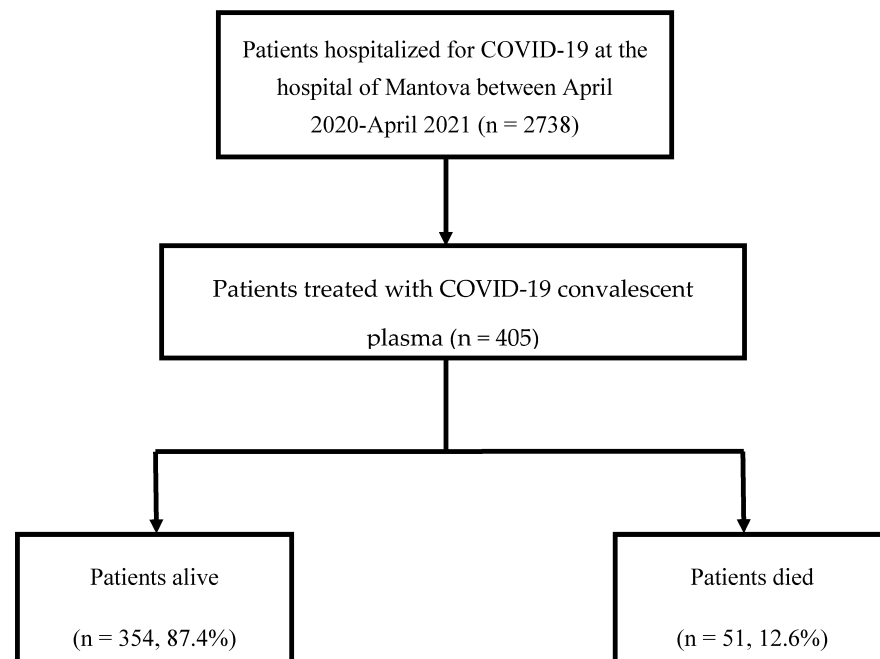 Patients hospitalized for COVID-19 at the
hospital of Mantova between April
2020-April 2021 (n = 2738)
Patients treated with COVID-19 convalescent
plasma (n = 405)
Patients alive
(n = 354, 87.4%)
Patients died
(n = 51, 12.6%)